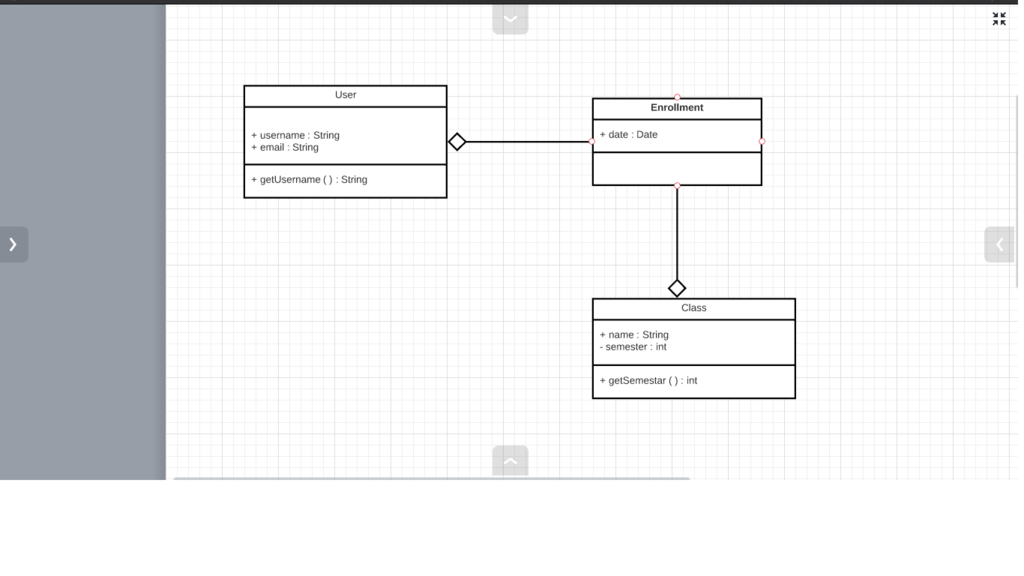 User
+ username : String
+ email : String
+ getUsername ( ) : String
Enrollment
+ date : Date
Class
+ name : String
- semester : int
+ getSemestar ( ) : int